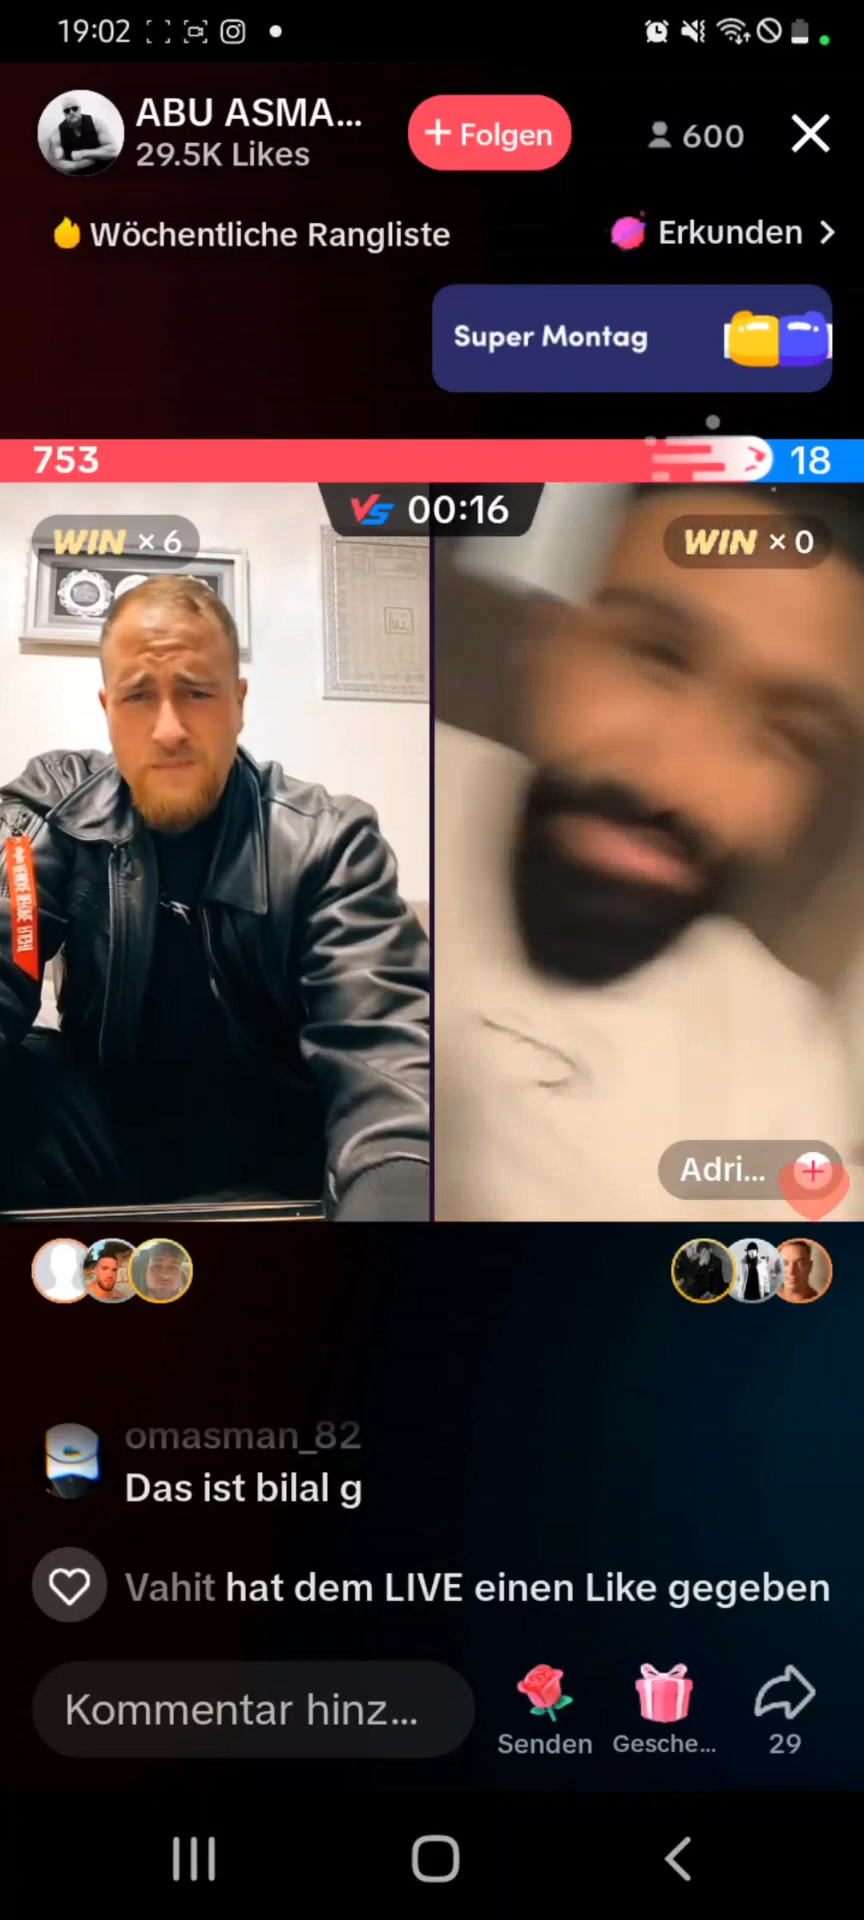 19:02
ABU ASMA...
29.5K Likes
+ Folgen
600
Wöchentliche Rangliste
Erkunden >
Super Montag
753
18
VS 00:16
WIN × 6
WIN × 0
Adri...
omasman_82
Das ist bilal g
Vahit hat dem LIVE einen Like gegeben
Kommentar hinz...
Senden
Gesche...
29